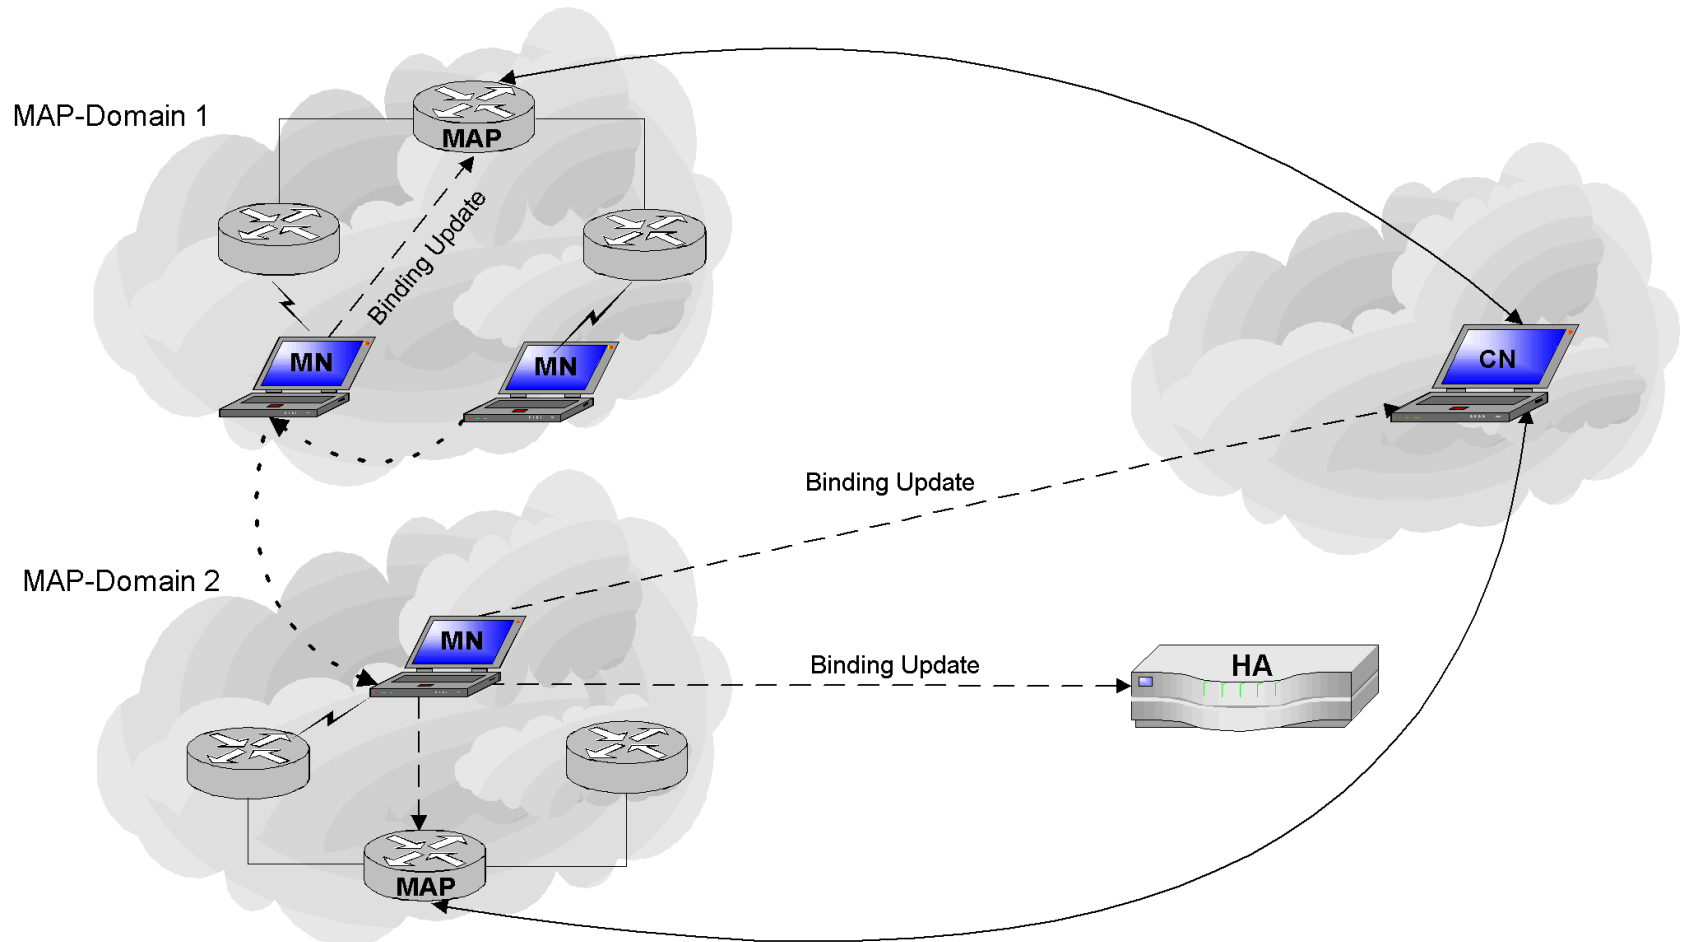 MAP-Domain 1
MAP
Binding Update
MN
MN
CN
Binding Update
MAP-Domain 2
MN
Binding Update
HA
MAP